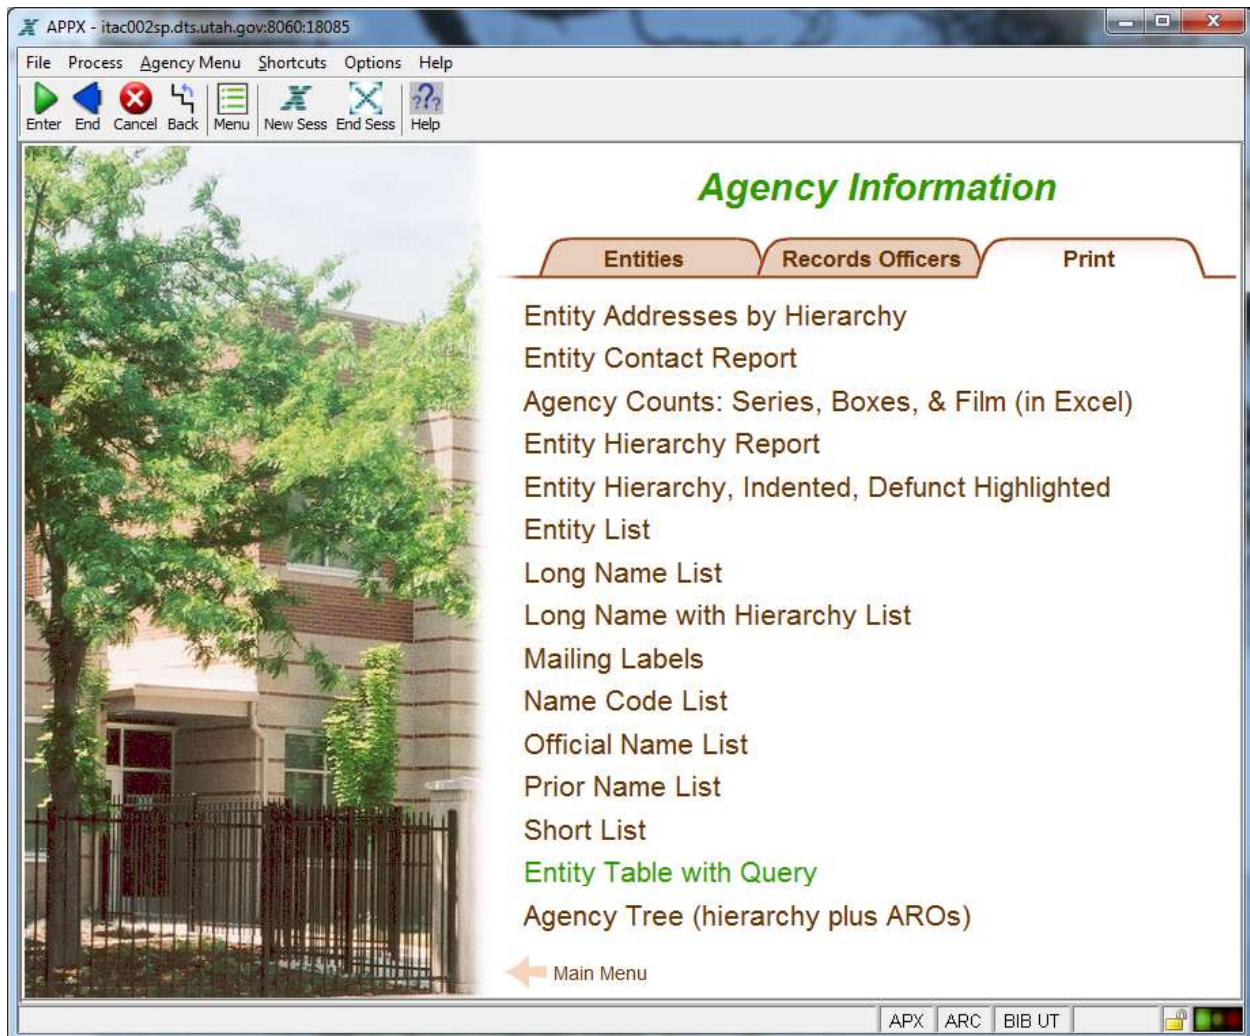 APPX - itac002sp.dts.utah.gov:8060:18085
File Process Agency Menu Shortcuts Options Help
Enter End Cancel Back Menu New Sess End Sess Help
Agency Information
Entities Records Officers Print
Entity Addresses by Hierarchy
Entity Contact Report
Agency Counts: Series, Boxes, & Film (in Excel)
Entity Hierarchy Report
Entity Hierarchy, Indented, Defunct Highlighted
Entity List
Long Name List
Long Name with Hierarchy List
Mailing Labels
Name Code List
Official Name List
Prior Name List
Short List
Entity Table with Query
Agency Tree (hierarchy plus AROs)
Main Menu
APX ARC BIB UT